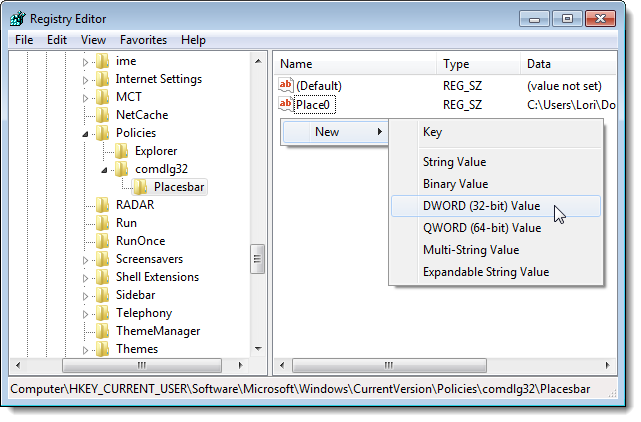 Registry Editor
File Edit View Favorites Help
ime
Internet Settings
MCT
NetCache
Policies
Explorer
comdlg32
Placesbar
RADAR
Run
RunOnce
Screensavers
Shell Extensions
Sidebar
Telephony
ThemeManager
Themes
Name Type Data
ab (Default) REG_SZ (value not set)
ab Place0 REG_SZ C:\Users\Lori\Do
New
Key
String Value
Binary Value
DWORD (32-bit) Value
QWORD (64-bit) Value
Multi-String Value
Expandable String Value
Computer\HKEY_CURRENT_USER\Software\Microsoft\Windows\CurrentVersion\Policies\comdlg32\Placesbar